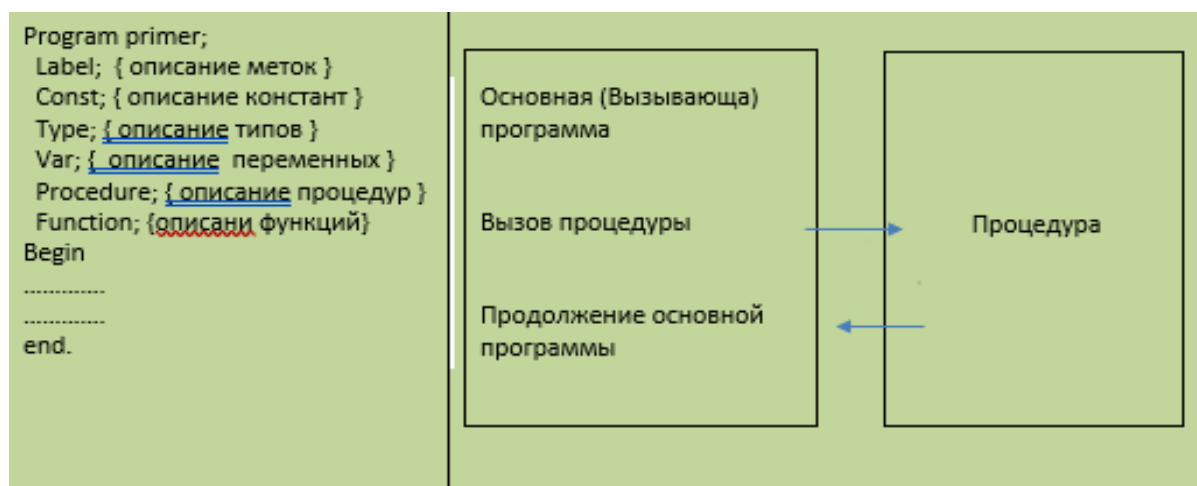 Program primer;
Label; { описание меток }
Const; { описание констант }
Type; { описание типов }
Var; { описание переменных }
Procedure; { описание процедур }
Function; {описани функций}
Begin
.............
.............
end.
Основная (Вызывающа)
программа
Вызов процедуры
Продолжение основной
программы
Процедура